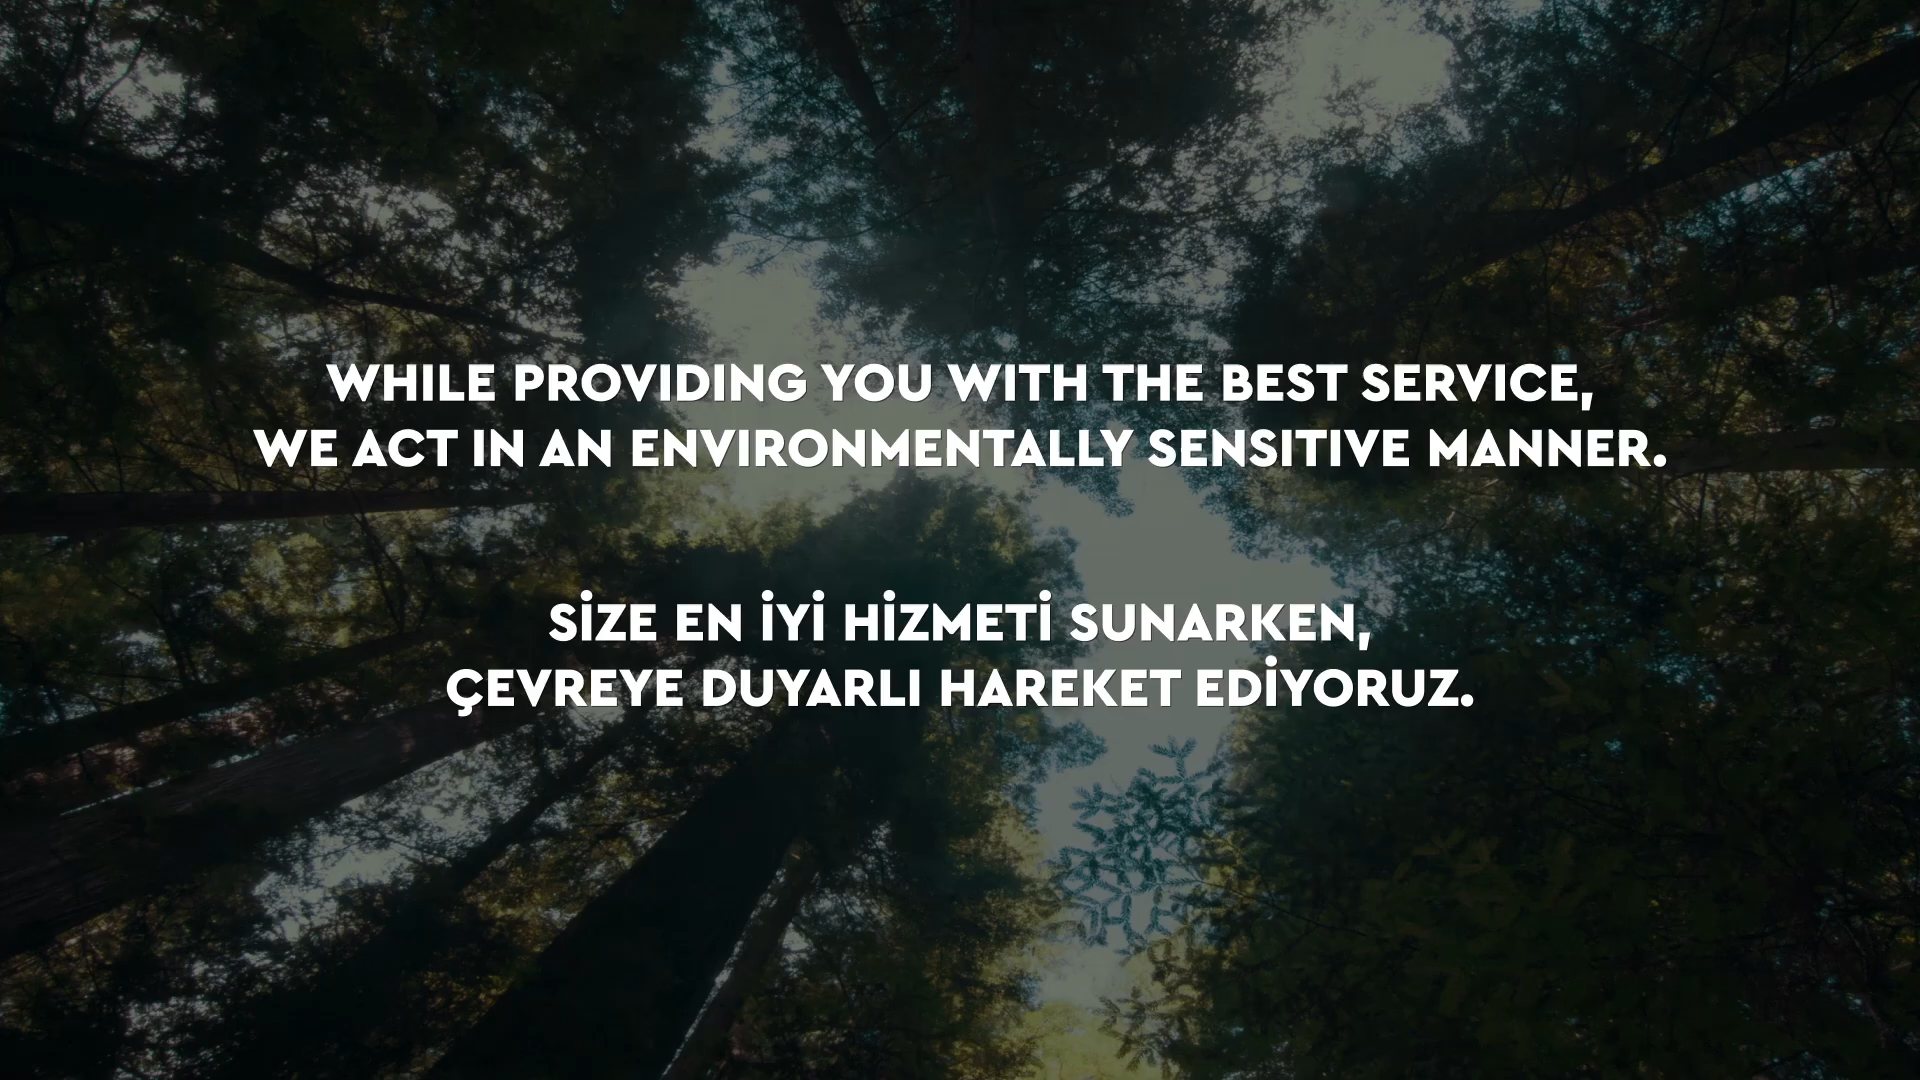 WHILE PROVIDING YOU WITH THE BEST SERVICE,
WE ACT IN AN ENVIRONMENTALLY SENSITIVE MANNER.
SİZE EN İYİ HİZMETİ SUNARKEN,
ÇEVREYE DUYARLI HAREKET EDİYORUZ.